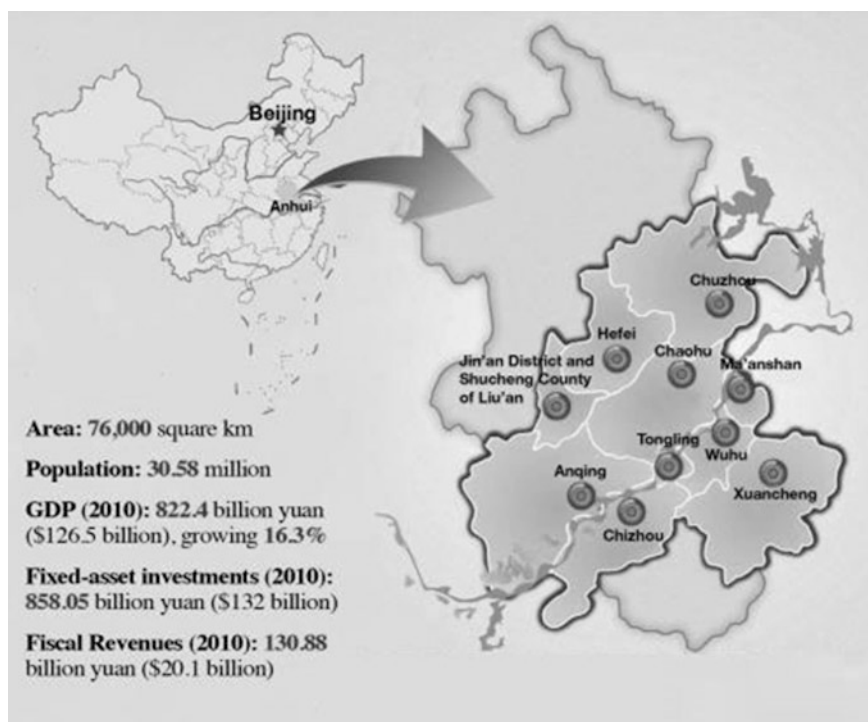 Beijing
Anhui
Chuzhou
Hefei
Chaohu
Ma'anshan
Jin'an District and
Shucheng County
of Liu'an
Tongling
Wuhu
Anqing
Xuancheng
Chizhou
Area: 76,000 square km
Population: 30.58 million
GDP (2010): 822.4 billion yuan
($126.5 billion), growing 16.3%
Fixed-asset investments (2010):
858.05 billion yuan ($132 billion)
Fiscal Revenues (2010): 130.88
billion yuan ($20.1 billion)